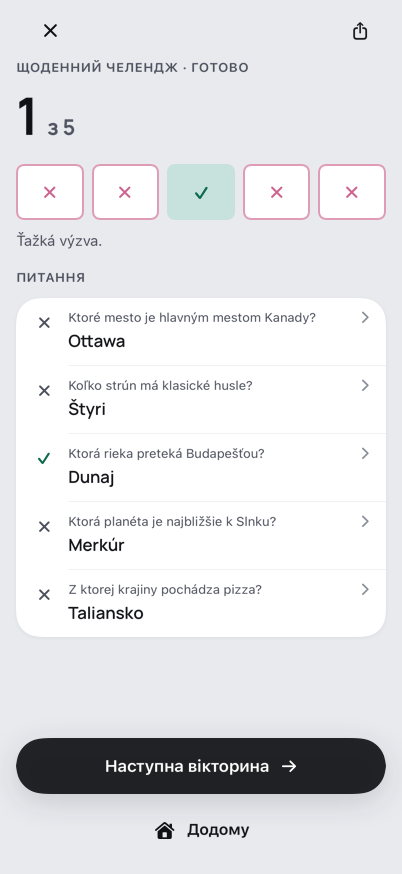 ЩОДЕННИЙ ЧЕЛЕНДЖ · ГОТОВО
1 з 5
Ťažká výzva.
ПИТАННЯ
Ktoré mesto je hlavným mestom Kanady?
Ottawa
Koľko strún má klasické husle?
Štyri
Ktorá rieka preteká Budapešťou?
Dunaj
Ktorá planéta je najbližšie k Slnku?
Merkúr
Z ktorej krajiny pochádza pizza?
Taliansko
Наступна вікторина
Додому